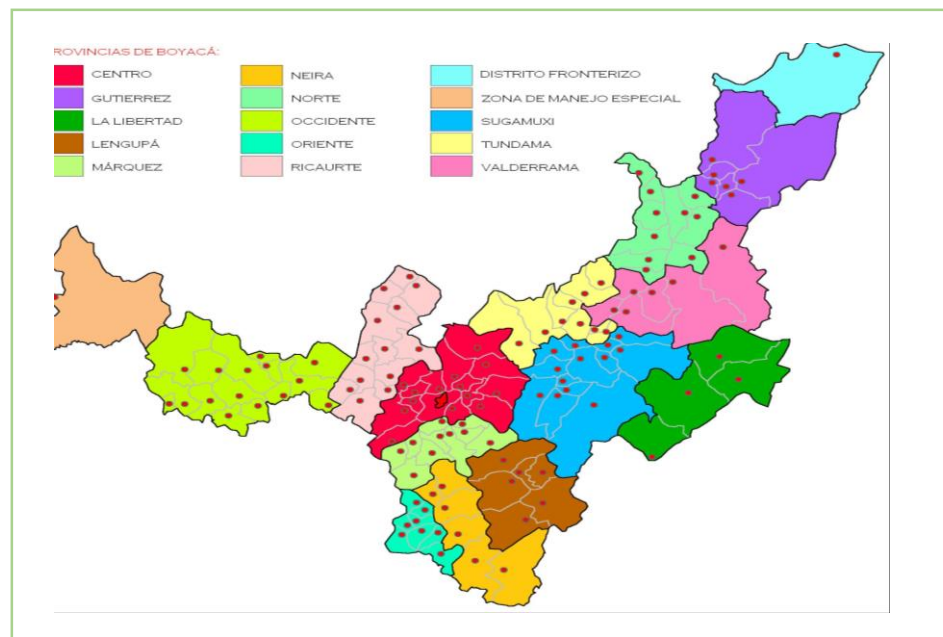 ROVINCIAS DE BOYACÁ:
CENTRO
GUTIERREZ
LA LIBERTAD
LENGUPÁ
MÁRQUEZ
NEIRA
NORTE
OCCIDENTE
ORIENTE
RICAURTE
DISTRITO FRONTERIZO
ZONA DE MANEJO ESPECIAL
SUGAMUXI
TUNDAMA
VALDERRAMA